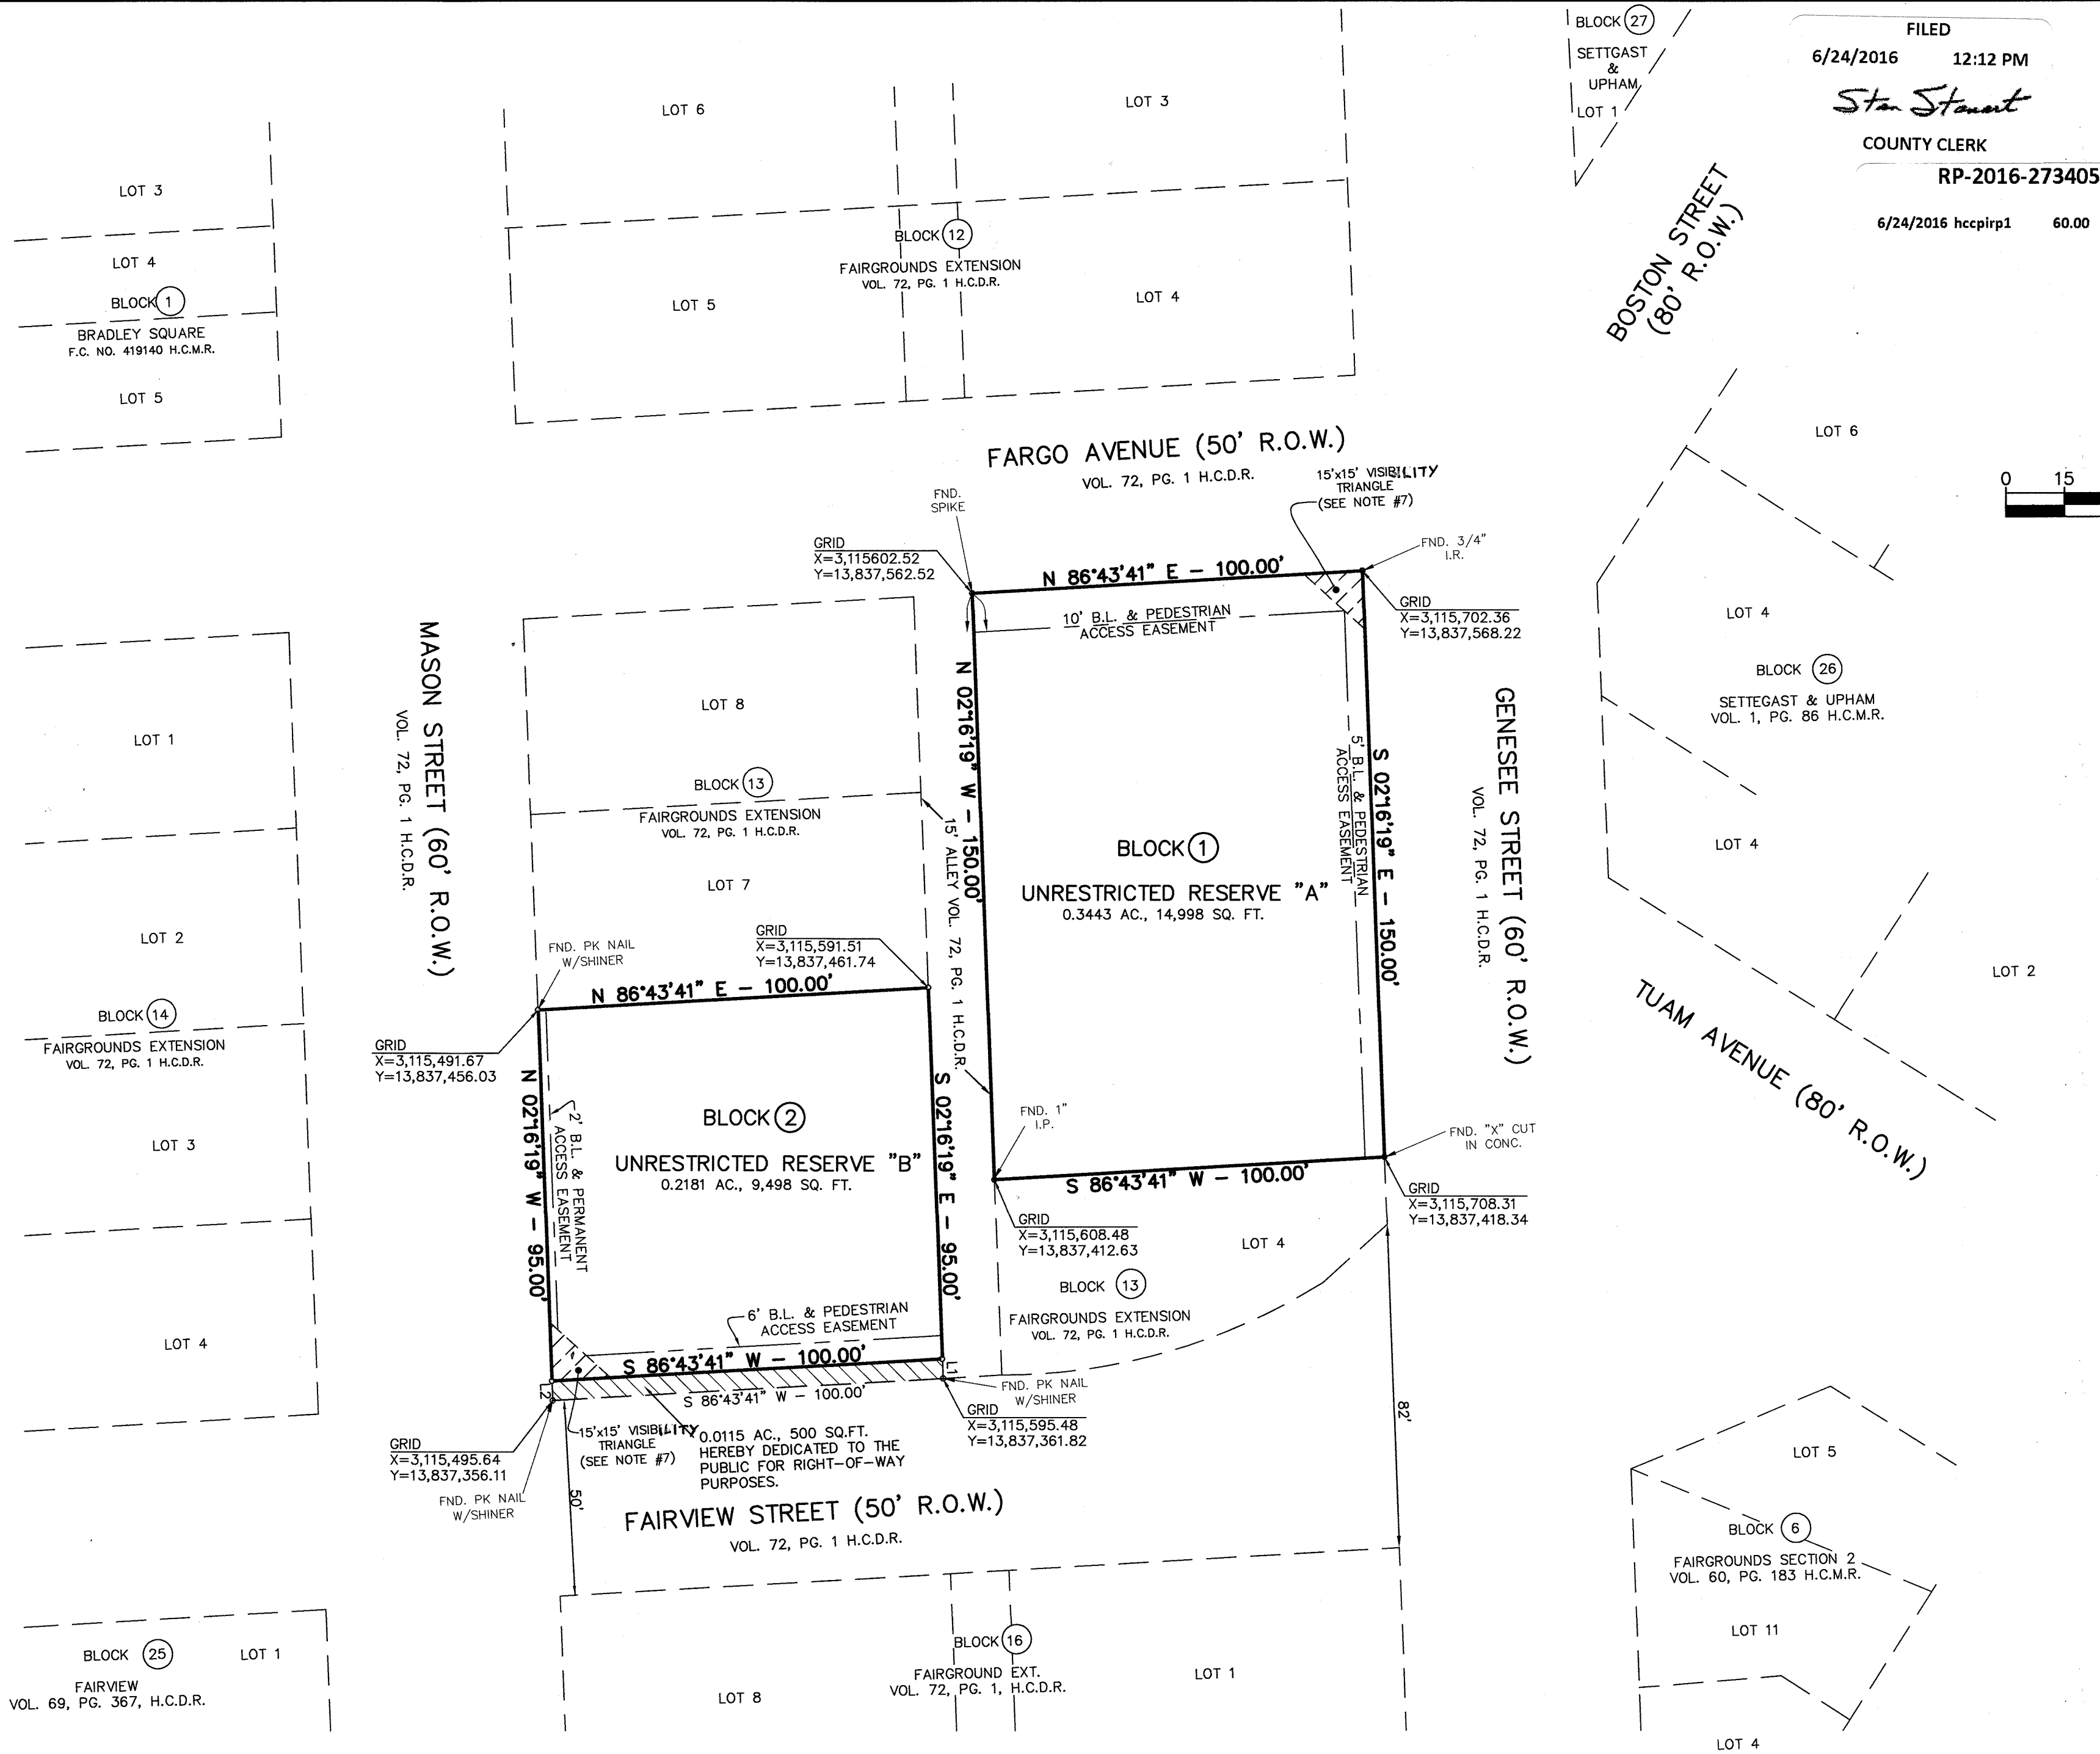 BLOCK 27
SETTGAST
&
UPHAM
LOT 1
FILED
6/24/2016 12:12 PM
Stan Stanart
COUNTY CLERK
RP-2016-273405
6/24/2016 hccpirp1 60.00
BOSTON STREET
(80' R.O.W.)
LOT 3
LOT 4
BLOCK 1
BRADLEY SQUARE
F.C. NO. 419140 H.C.M.R.
LOT 5
LOT 6
LOT 3
BLOCK 12
FAIRGROUNDS EXTENSION
VOL. 72, PG. 1 H.C.D.R.
LOT 5
LOT 4
LOT 6
0 15
FARGO AVENUE (50' R.O.W.)
VOL. 72, PG. 1 H.C.D.R.
15'x15' VISIBILITY
TRIANGLE
(SEE NOTE #7)
FND.
SPIKE
FND. 3/4"
I.R.
GRID
X=3,115602.52
Y=13,837,562.52
N 86°43'41" E - 100.00'
GRID
X=3,115,702.36
Y=13,837,568.22
10' B.L. & PEDESTRIAN
ACCESS EASEMENT
MASON STREET (60' R.O.W.)
VOL. 72, PG. 1 H.C.D.R.
LOT 8
BLOCK 13
FAIRGROUNDS EXTENSION
VOL. 72, PG. 1 H.C.D.R.
LOT 7
N 02°16'19" W - 150.00'
15' ALLEY VOL. 72, PG. 1 H.C.D.R.
BLOCK 1
UNRESTRICTED RESERVE "A"
0.3443 AC., 14,998 SQ. FT.
5' B.L. & PEDESTRIAN
ACCESS EASEMENT
S 02°16'19" E - 150.00'
GENESEE STREET (60' R.O.W.)
VOL. 72, PG. 1 H.C.D.R.
LOT 4
BLOCK 26
SETTEGAST & UPHAM
VOL. 1, PG. 86 H.C.M.R.
LOT 4
LOT 2
TUAM AVENUE (80' R.O.W.)
LOT 1
LOT 2
BLOCK 14
FAIRGROUNDS EXTENSION
VOL. 72, PG. 1 H.C.D.R.
LOT 3
LOT 4
FND. PK NAIL
W/SHINER
GRID
X=3,115,591.51
Y=13,837,461.74
N 86°43'41" E - 100.00'
GRID
X=3,115,491.67
Y=13,837,456.03
N 02°16'19" W - 95.00'
2' B.L. & PERMANENT
ACCESS EASEMENT
BLOCK 2
UNRESTRICTED RESERVE "B"
0.2181 AC., 9,498 SQ. FT.
S 02°16'19" E - 95.00'
FND. 1"
I.P.
FND. "X" CUT
IN CONC.
S 86°43'41" W - 100.00'
GRID
X=3,115,708.31
Y=13,837,418.34
GRID
X=3,115,608.48
Y=13,837,412.63
LOT 4
BLOCK 13
FAIRGROUNDS EXTENSION
VOL. 72, PG. 1 H.C.D.R.
6' B.L. & PEDESTRIAN
ACCESS EASEMENT
S 86°43'41" W - 100.00'
L1
L2
S 86°43'41" W - 100.00'
FND. PK NAIL
W/SHINER
GRID
X=3,115,595.48
Y=13,837,361.82
82'
15'x15' VISIBILITY
TRIANGLE
(SEE NOTE #7)
0.0115 AC., 500 SQ.FT.
HEREBY DEDICATED TO THE
PUBLIC FOR RIGHT-OF-WAY
PURPOSES.
GRID
X=3,115,495.64
Y=13,837,356.11
FND. PK NAIL
W/SHINER
50'
FAIRVIEW STREET (50' R.O.W.)
VOL. 72, PG. 1 H.C.D.R.
LOT 5
BLOCK 6
FAIRGROUNDS SECTION 2
VOL. 60, PG. 183 H.C.M.R.
LOT 11
LOT 4
BLOCK 25
LOT 1
FAIRVIEW
VOL. 69, PG. 367, H.C.D.R.
LOT 8
BLOCK 16
FAIRGROUND EXT.
VOL. 72, PG. 1, H.C.D.R.
LOT 1